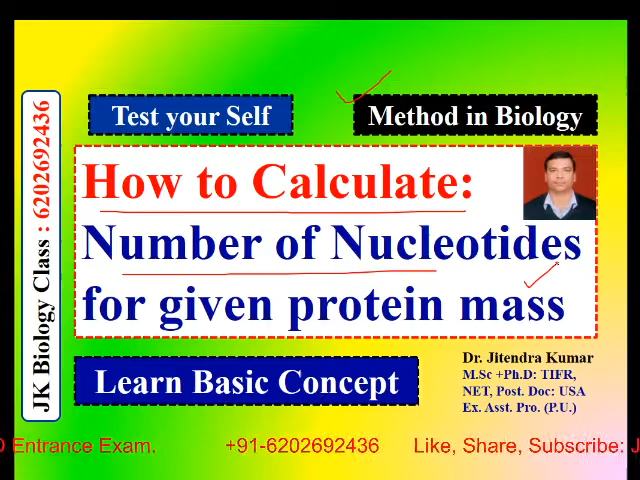 Test your Self
Method in Biology
JK Biology Class : 6202692436
How to Calculate:
Number of Nucleotides
for given protein mass
Learn Basic Concept
Dr. Jitendra Kumar
M.Sc +Ph.D: TIFR,
NET, Post. Doc: USA
Ex. Asst. Pro. (P.U.)
Entrance Exam. +91-6202692436 Like, Share, Subscribe: